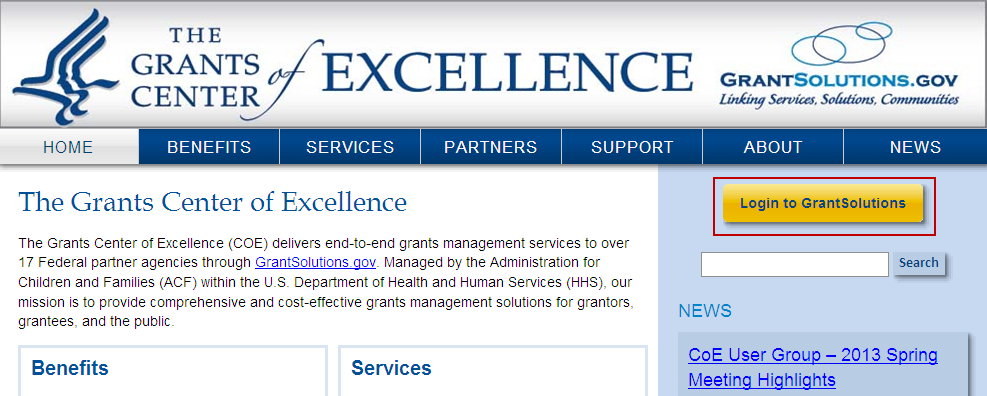 THE
GRANTS
CENTER
of EXCELLENCE
GRANTSOLUTIONS.GOV
Linking Services, Solutions, Communities
HOME
BENEFITS
SERVICES
PARTNERS
SUPPORT
ABOUT
NEWS
The Grants Center of Excellence
The Grants Center of Excellence (COE) delivers end-to-end grants management services to over
17 Federal partner agencies through GrantSolutions.gov. Managed by the Administration for
Children and Families (ACF) within the U.S. Department of Health and Human Services (HHS), our
mission is to provide comprehensive and cost-effective grants management solutions for grantors,
grantees, and the public.
Benefits
Services
Login to GrantSolutions
Search
NEWS
CoE User Group – 2013 Spring
Meeting Highlights